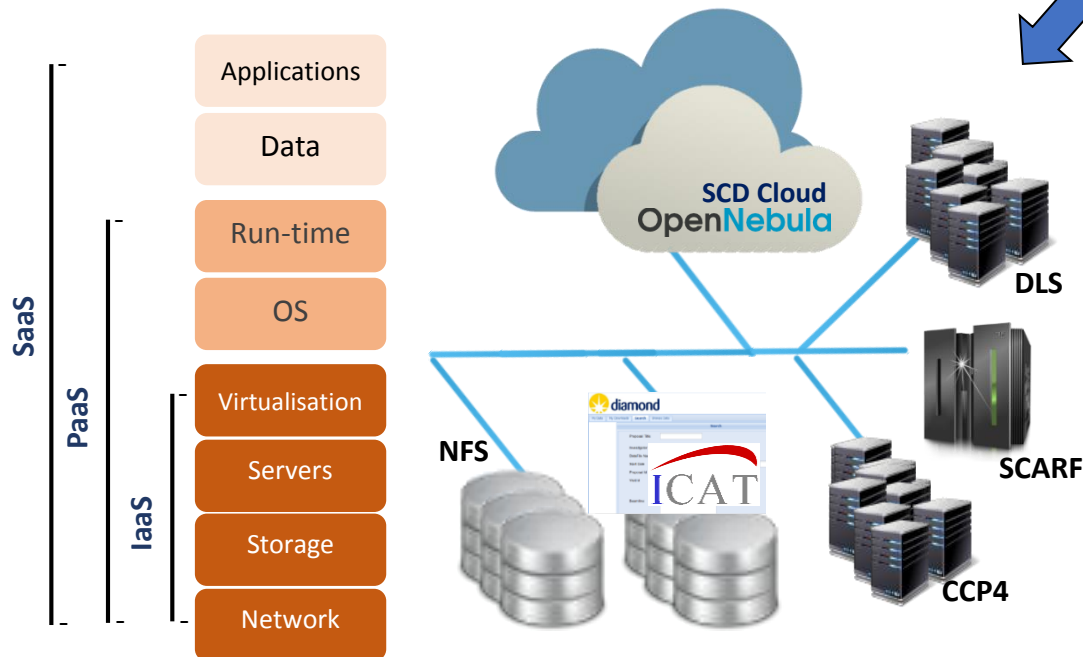 SaaS
PaaS
IaaS
Applications
Data
Run-time
OS
Virtualisation
Servers
Storage
Network
SCD Cloud
OpenNebula
DLS
SCARF
CCP4
NFS
diamond
ICAT